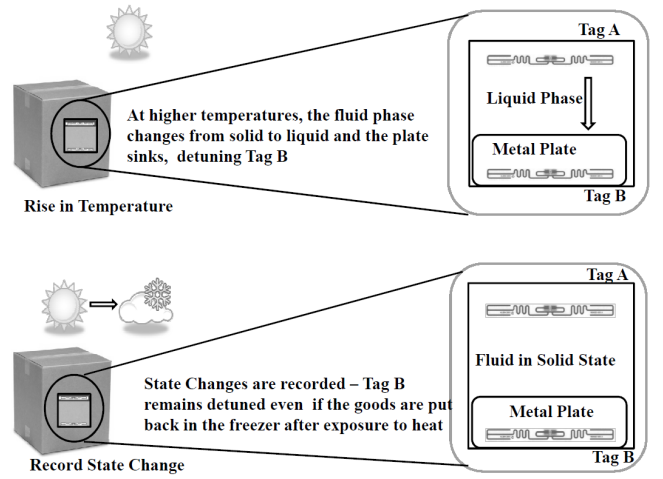 Tag A
At higher temperatures, the fluid phase
changes from solid to liquid and the plate
sinks,  detuning Tag B
Liquid Phase
Metal Plate
Tag B
Rise in Temperature
Tag A
State Changes are recorded – Tag B
remains detuned even  if the goods are put
back in the freezer after exposure to heat
Fluid in Solid State
Metal Plate
Tag B
Record State Change